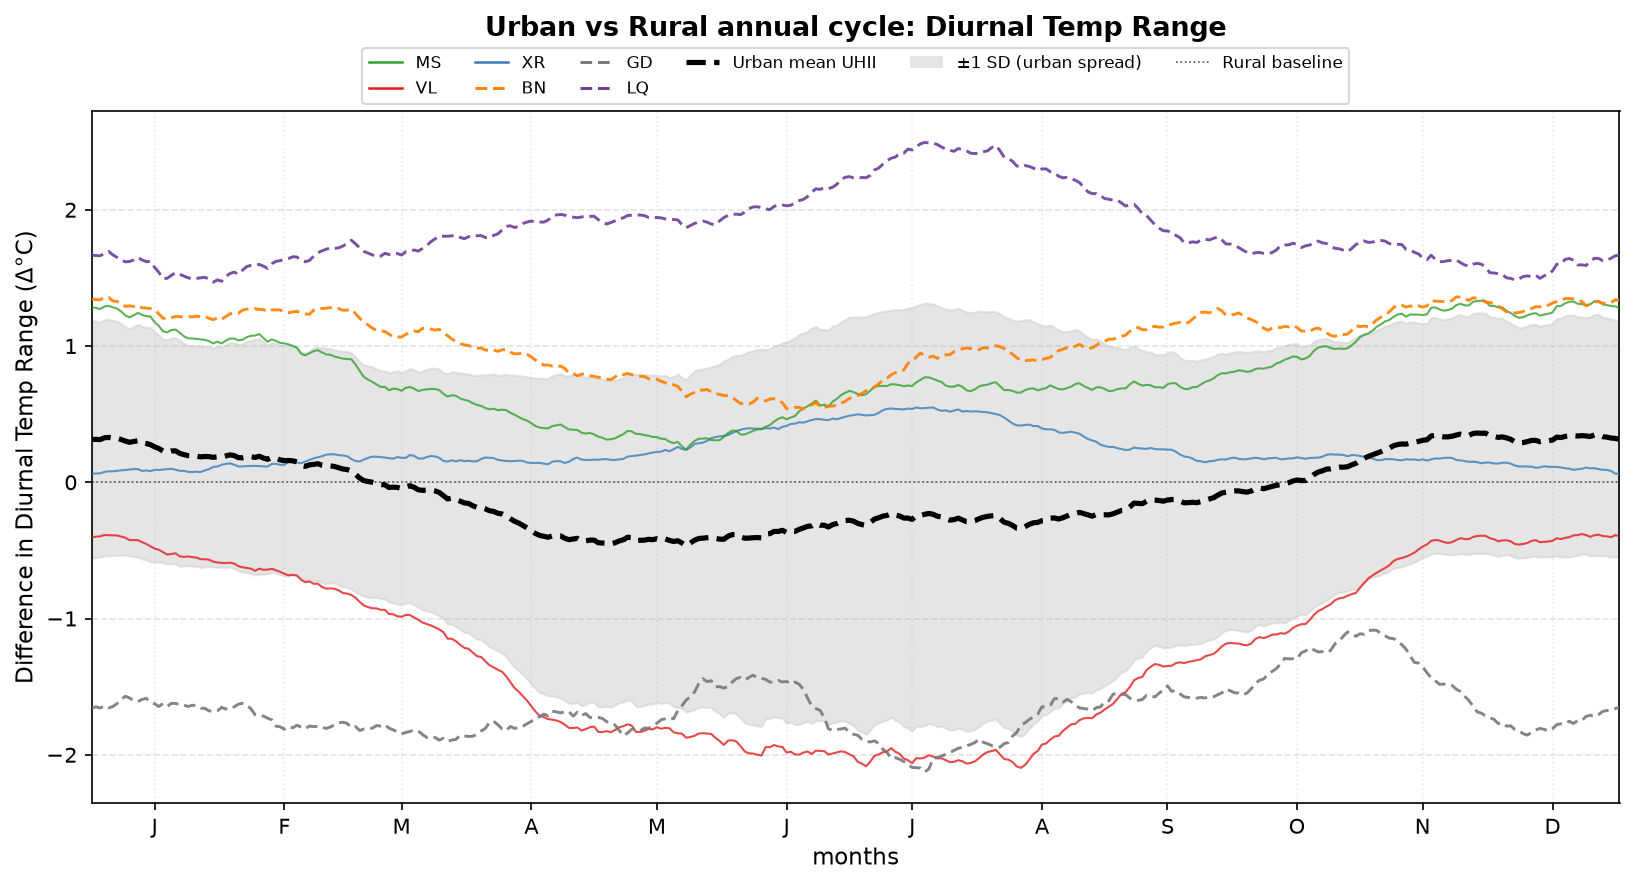 Urban vs Rural annual cycle: Diurnal Temp Range
MS XR GD Urban mean UHII ±1 SD (urban spread) Rural baseline
VL BN LQ
Difference in Diurnal Temp Range (Δ°C)
2
1
0
−1
−2
J F M A M J J A S O N D
months